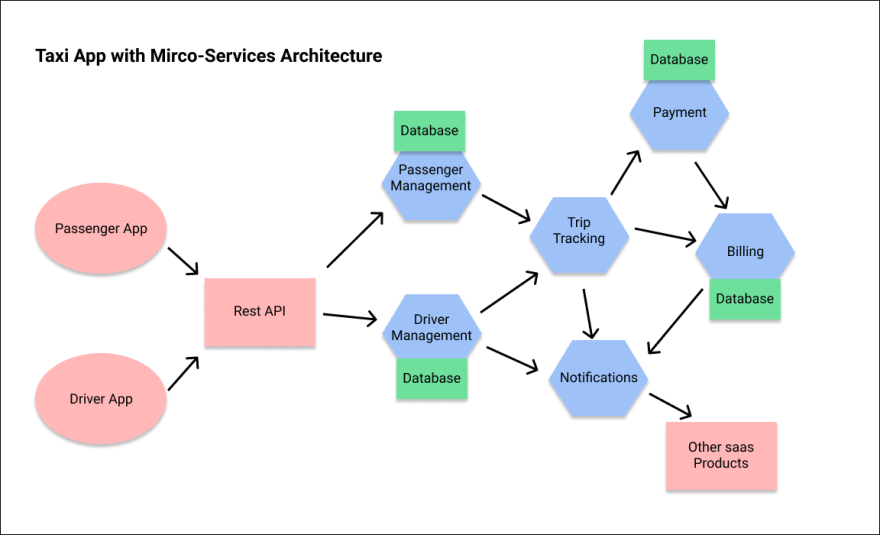 Taxi App with Mirco-Services Architecture
Database
Payment
Database
Passenger
Management
Passenger App
Trip
Tracking
Billing
Database
Rest API
Driver
Management
Database
Notifications
Driver App
Other saas
Products